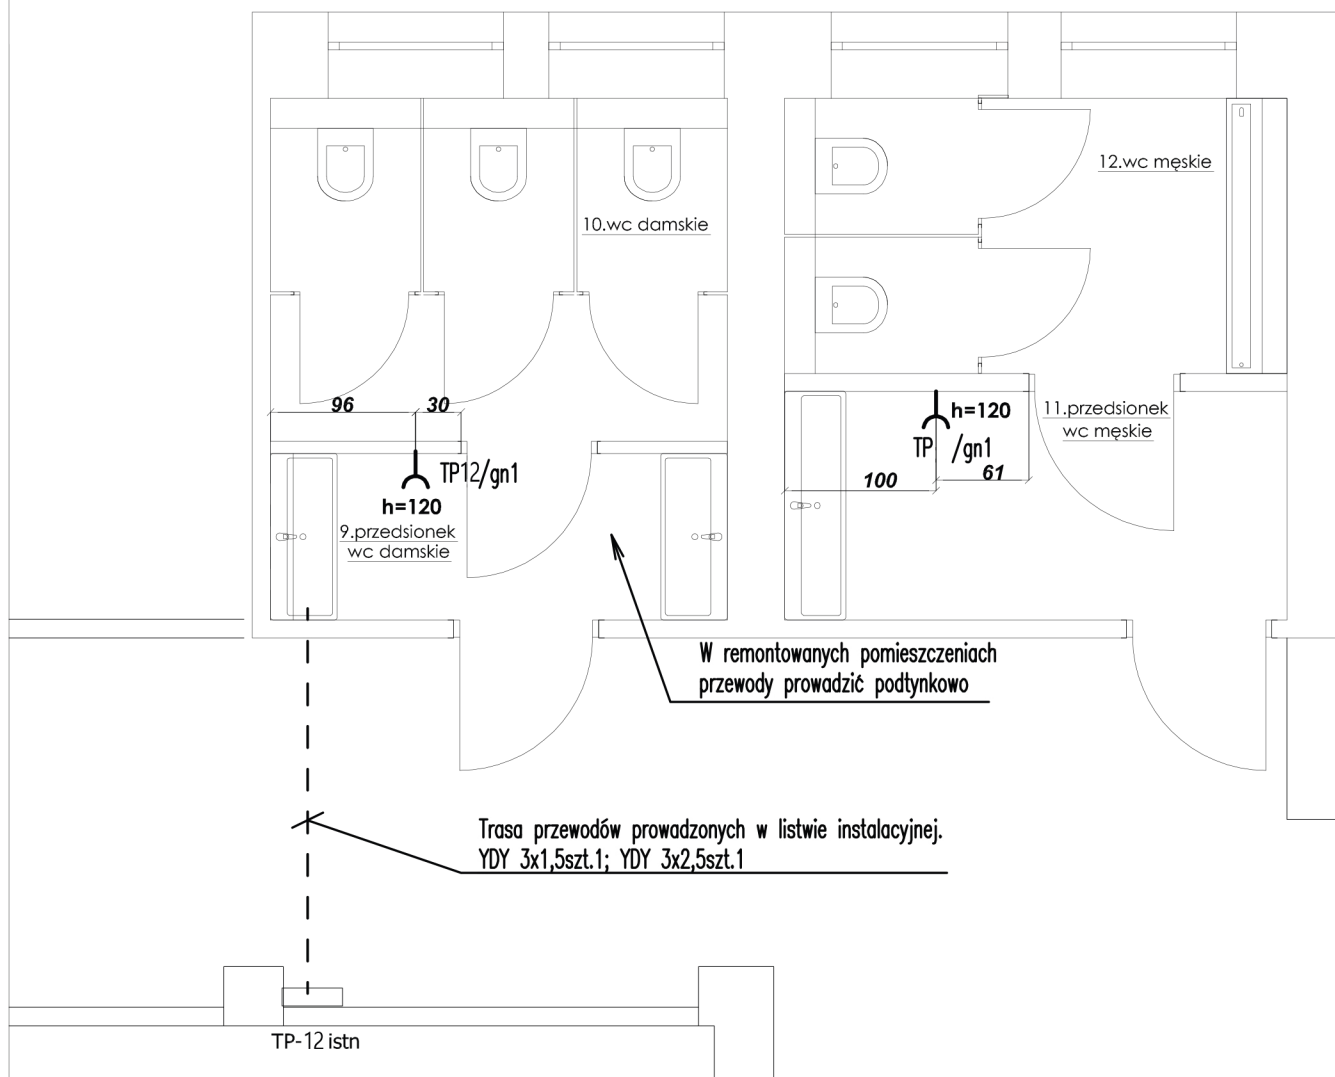 12.wc męskie
10.wc damskie
96
30
h=120
11.przedsionek
wc męskie
TP /gn1
100
61
TP12/gn1
h=120
9.przedsionek
wc damskie
W remontowanych pomieszczeniach
przewody prowadzić podtynkowo
Trasa przewodów prowadzonych w listwie instalacyjnej.
YDY 3x1,5szt.1; YDY 3x2,5szt.1
TP-12 istn